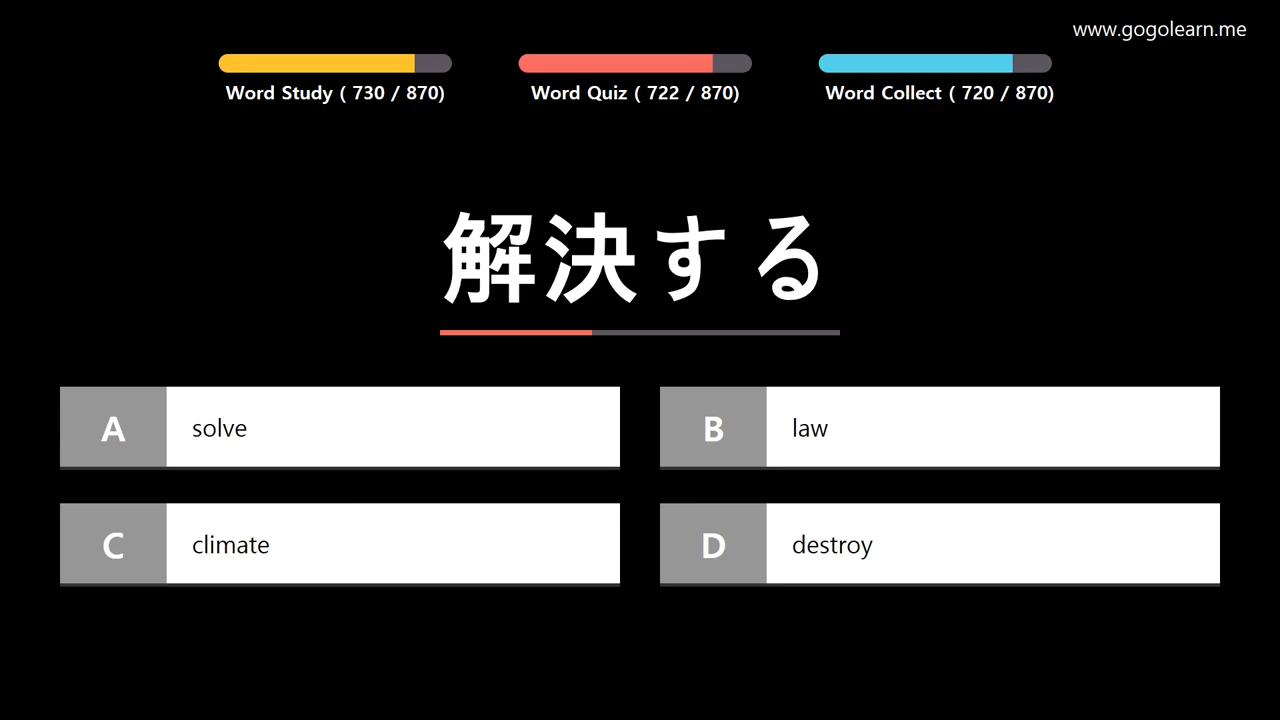 www.gogolearn.me
Word Study ( 730 / 870)
Word Quiz ( 722 / 870)
Word Collect ( 720 / 870)
解決する
A solve
B law
C climate
D destroy